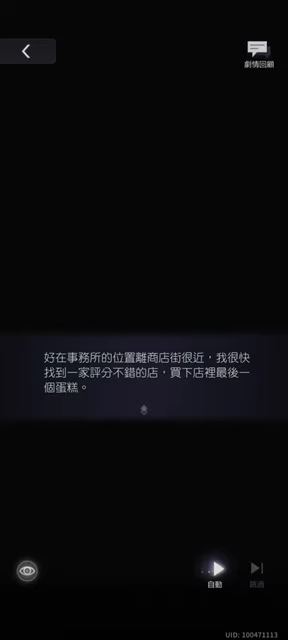 劇情回顧
好在事務所的位置離商店街很近，我很快
找到一家評分不錯的店，買下店裡最後一
個蛋糕。
自動
跳過
UID: 100471113